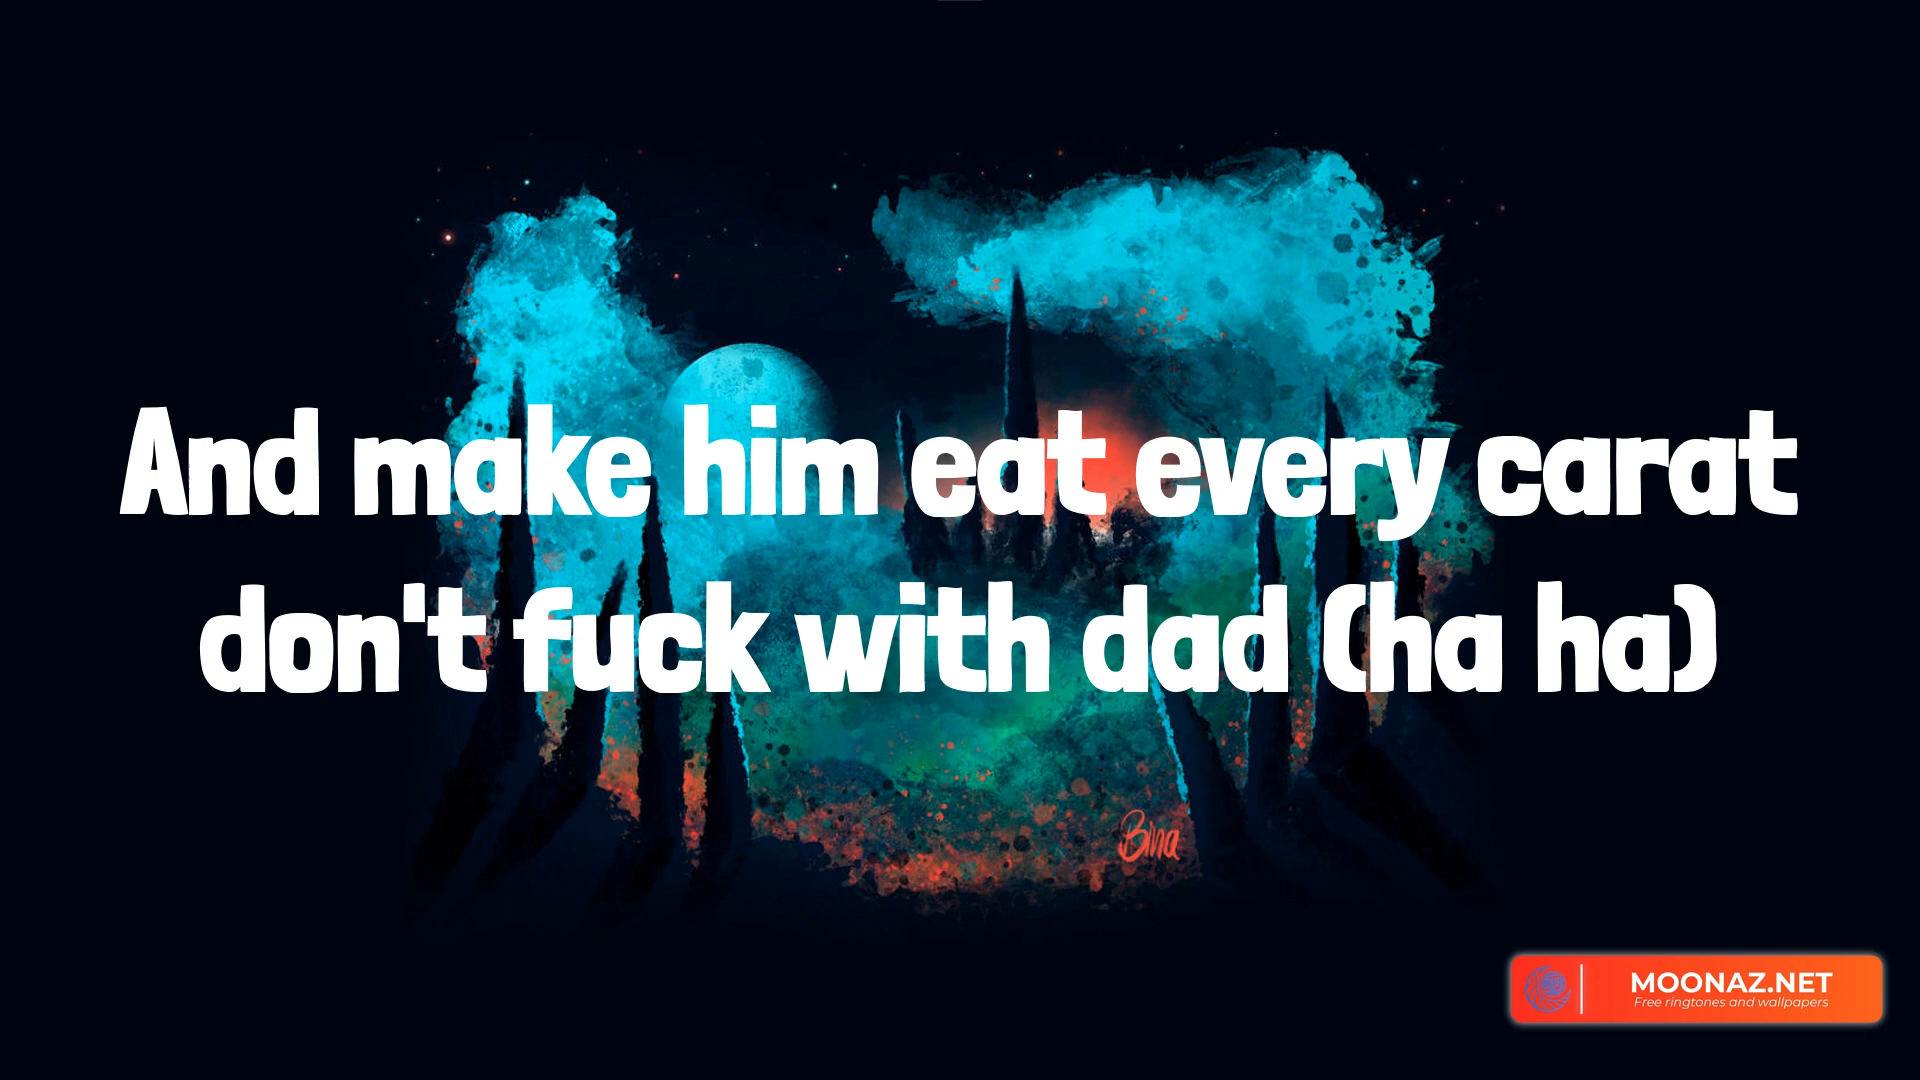 And make him eat every carat
don't fuck with dad (ha ha)
Bina
MOONAZ.NET
Free ringtones and wallpapers